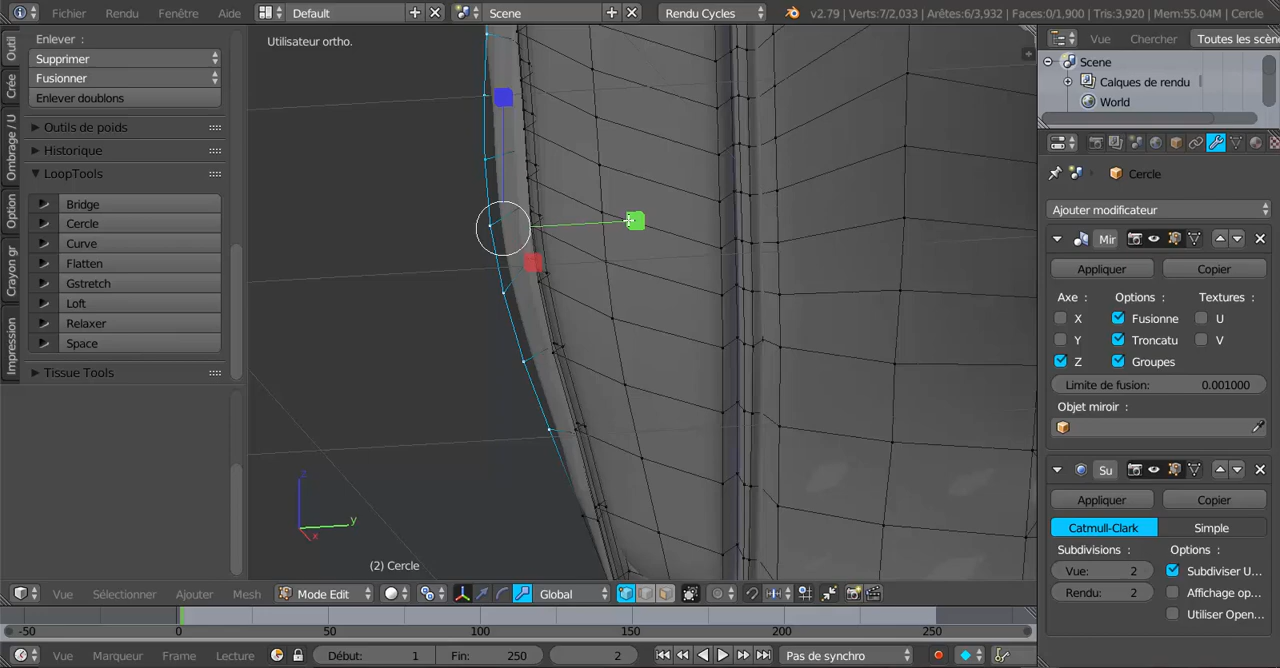 Fichier Rendu Fenêtre Aide Default Scene Rendu Cycles v2.79 | Verts:7/2,033 | Arêtes:6/3,932 | Faces:0/1,900 | Tris:3,920 | Mem:55.04M | Cercle
Outil
Crée
Ombrage / U
Option
Crayon gr
Impression
Enlever :
Supprimer
Fusionner
Enlever doublons
Outils de poids
Historique
LoopTools
Bridge
Cercle
Curve
Flatten
Gstretch
Loft
Relaxer
Space
Tissue Tools
Utilisateur ortho.
z
y
x
(2) Cercle
Vue Sélectionner Ajouter Mesh Mode Edit Global
Vue Chercher Toutes les scèn
Scene
Calques de rendu
World
Cercle
Ajouter modificateur
Mir
Appliquer Copier
Axe : Options : Textures :
X Fusionne U
Y Troncatu V
Z Groupes
Limite de fusion: 0.001000
Objet miroir :
Su
Appliquer Copier
Catmull-Clark Simple
Subdivisions : Options :
Vue: 2 Subdiviser U...
Rendu: 2 Affichage op...
Utiliser Open...
-50 0 50 100 150 200 250
Vue Marqueur Frame Lecture Début: 1 Fin: 250 2 Pas de synchro